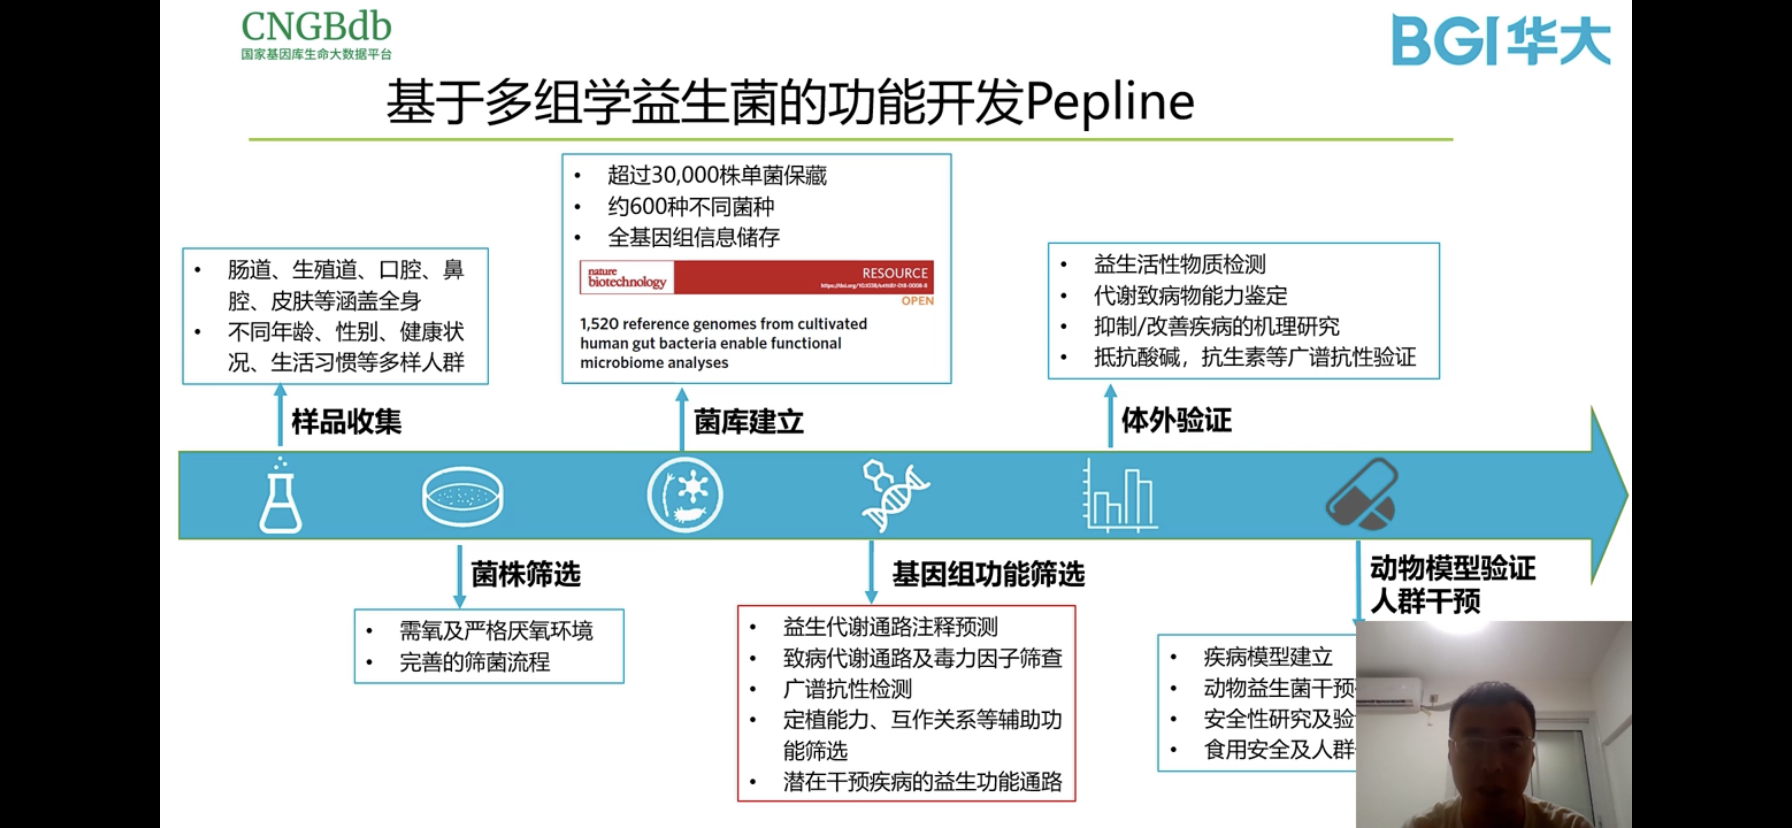 CNGBdb
国家基因库生命大数据平台
BGI华大
基于多组学益生菌的功能开发Pepline
• 超过30,000株单菌保藏
• 约600种不同菌种
• 全基因组信息储存
nature
biotechnology
RESOURCE
OPEN
1,520 reference genomes from cultivated
human gut bacteria enable functional
microbiome analyses
• 肠道、生殖道、口腔、鼻
腔、皮肤等涵盖全身
• 不同年龄、性别、健康状
况、生活习惯等多样人群
• 益生活性物质检测
• 代谢致病物能力鉴定
• 抑制/改善疾病的机理研究
• 抵抗酸碱，抗生素等广谱抗性验证
样品收集
菌库建立
体外验证
菌株筛选
基因组功能筛选
动物模型验证
人群干预
• 需氧及严格厌氧环境
• 完善的筛菌流程
• 益生代谢通路注释预测
• 致病代谢通路及毒力因子筛查
• 广谱抗性检测
• 定植能力、互作关系等辅助功
能筛选
• 潜在干预疾病的益生功能通路
• 疾病模型建立
• 动物益生菌干预
• 安全性研究及验
• 食用安全及人群